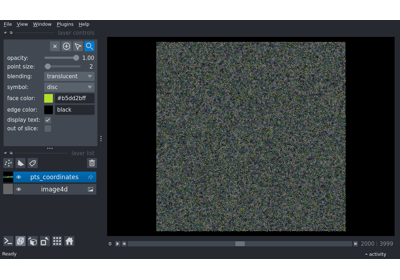 File View Window Plugins Help
layer controls
opacity: 1.00
point size: 2
blending: translucent
symbol: disc
face color: #b5dd2bff
edge color: black
display text:
out of slice:
layer list
pts_coordinates
image4d
0 2000 3999
Ready activity